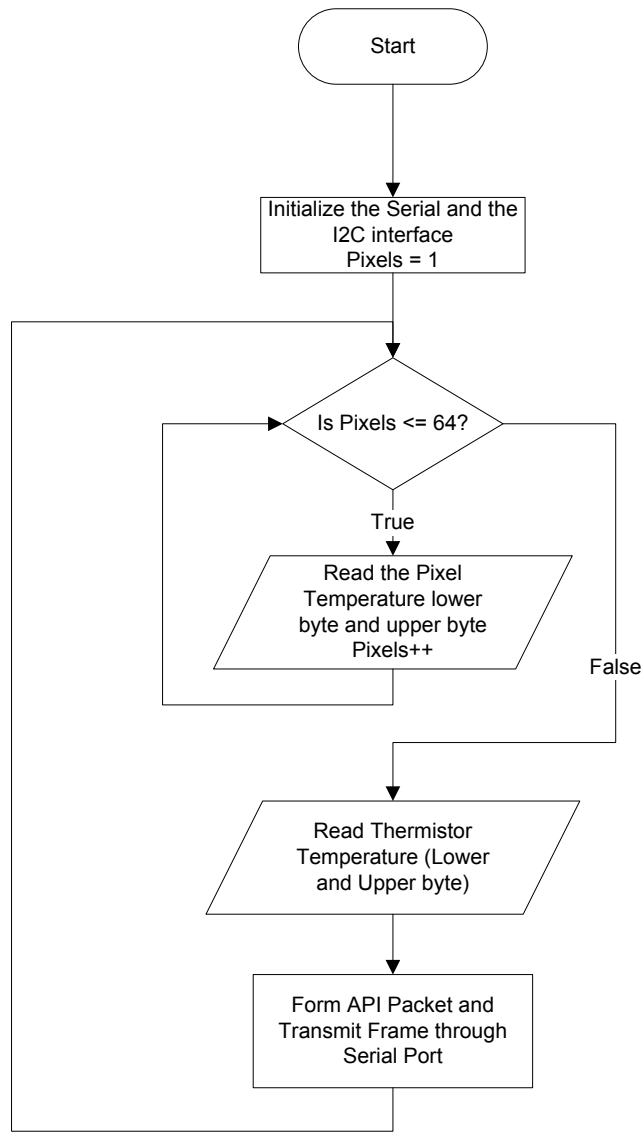 Start
Initialize the Serial and the
I2C interface
Pixels = 1
Is Pixels <= 64?
True
Read the Pixel
Temperature lower
byte and upper byte
Pixels++
False
Read Thermistor
Temperature (Lower
and Upper byte)
Form API Packet and
Transmit Frame through
Serial Port